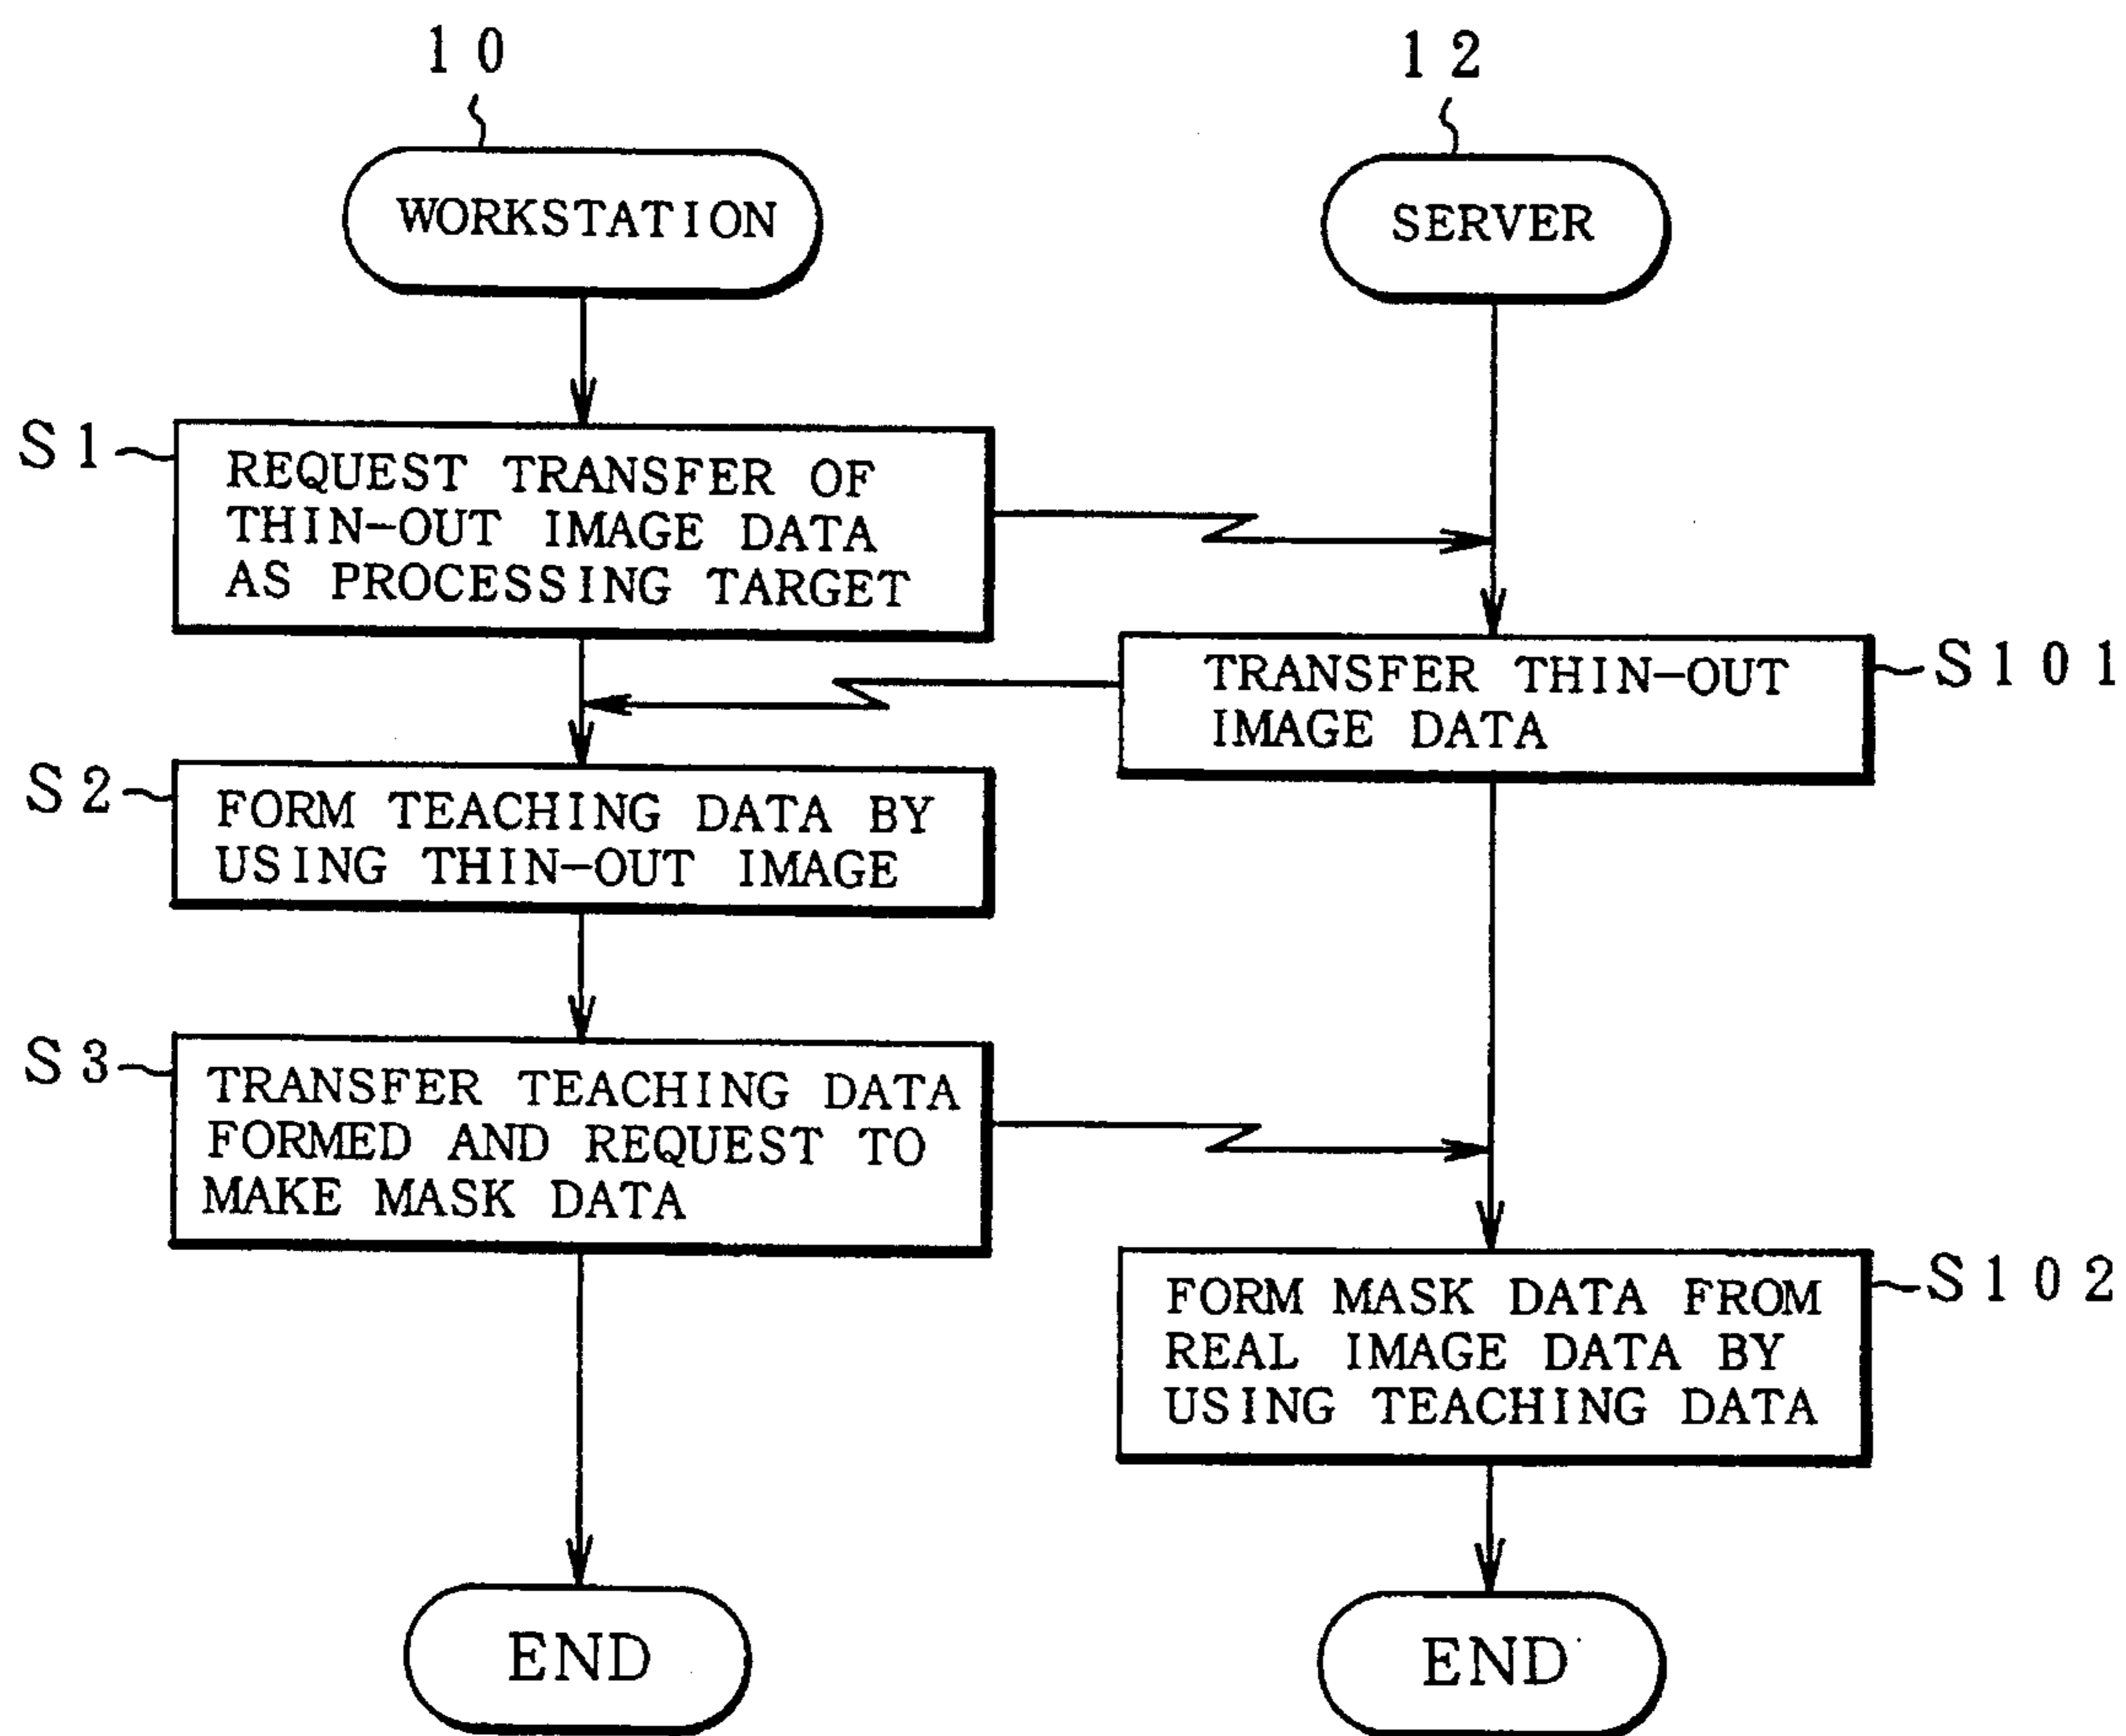 10
12
WORKSTATION
SERVER
S1
REQUEST TRANSFER OF
THIN-OUT IMAGE DATA
AS PROCESSING TARGET
TRANSFER THIN-OUT
IMAGE DATA
S101
S2
FORM TEACHING DATA BY
USING THIN-OUT IMAGE
S3
TRANSFER TEACHING DATA
FORMED AND REQUEST TO
MAKE MASK DATA
FORM MASK DATA FROM
REAL IMAGE DATA BY
USING TEACHING DATA
S102
END
END